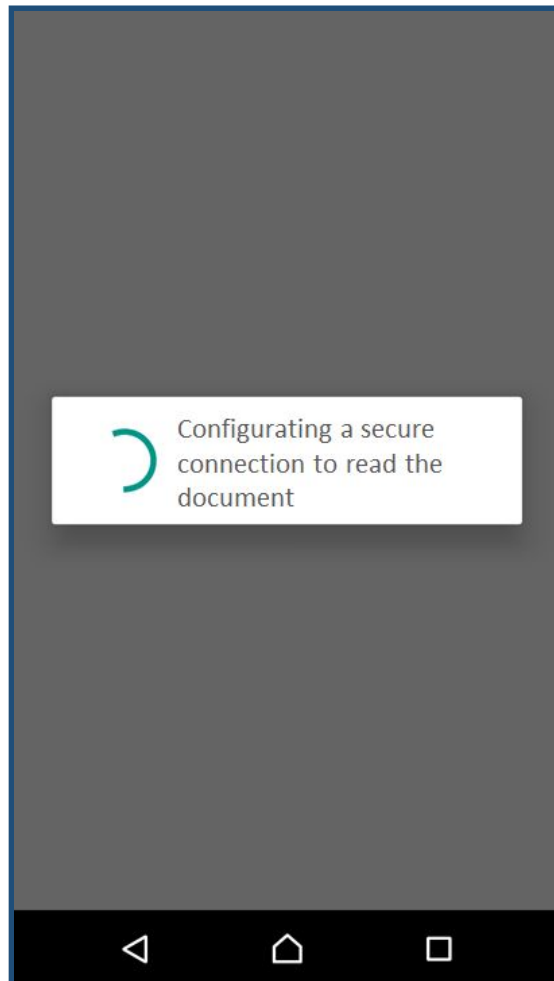 Configurating a secure
connection to read the
document